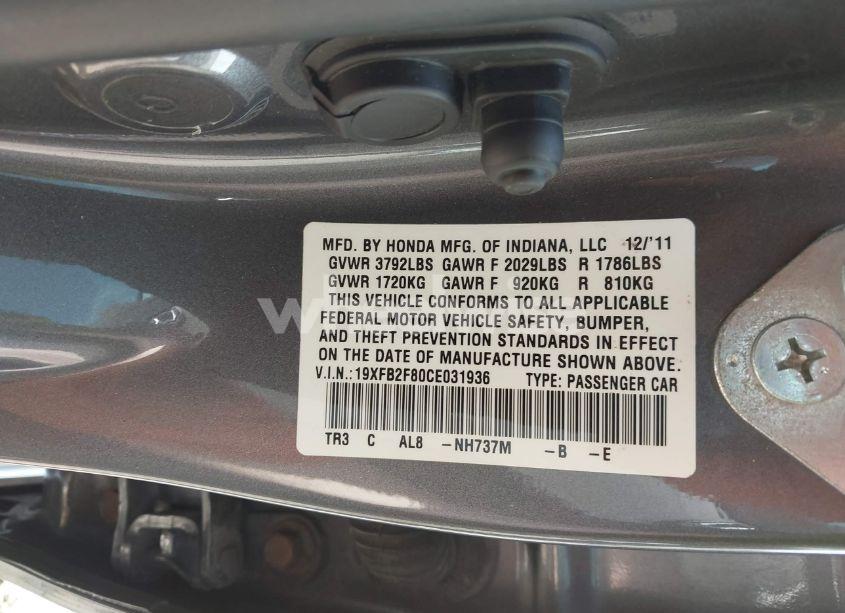 MFD. BY HONDA MFG. OF INDIANA, LLC 12/'11
GVWR 3792LBS GAWR F 2029LBS R 1786LBS
GVWR 1720KG GAWR F 920KG R 810KG
THIS VEHICLE CONFORMS TO ALL APPLICABLE
FEDERAL MOTOR VEHICLE SAFETY, BUMPER,
AND THEFT PREVENTION STANDARDS IN EFFECT
ON THE DATE OF MANUFACTURE SHOWN ABOVE.
V.I.N.:19XFB2F80CE031936 TYPE: PASSENGER CAR
TR3 C AL8 -NH737M -B -E